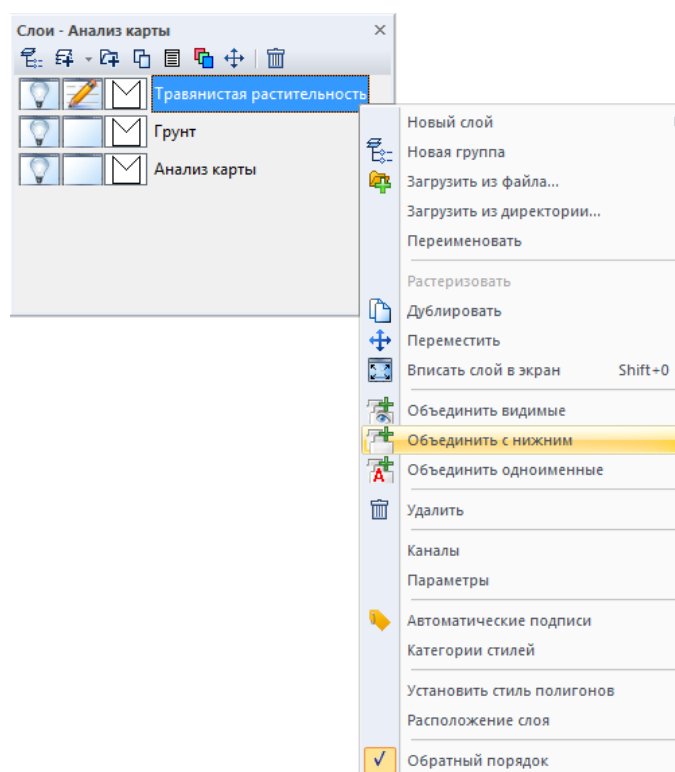 Слои - Анализ карты
Травянистая растительность
Грунт
Анализ карты
Новый слой
Новая группа
Загрузить из файла...
Загрузить из директории...
Переименовать
Растеризовать
Дублировать
Переместить
Вписать слой в экран Shift+0
Объединить видимые
Объединить с нижним
Объединить одноименные
Удалить
Каналы
Параметры
Автоматические подписи
Категории стилей
Установить стиль полигонов
Расположение слоя
Обратный порядок